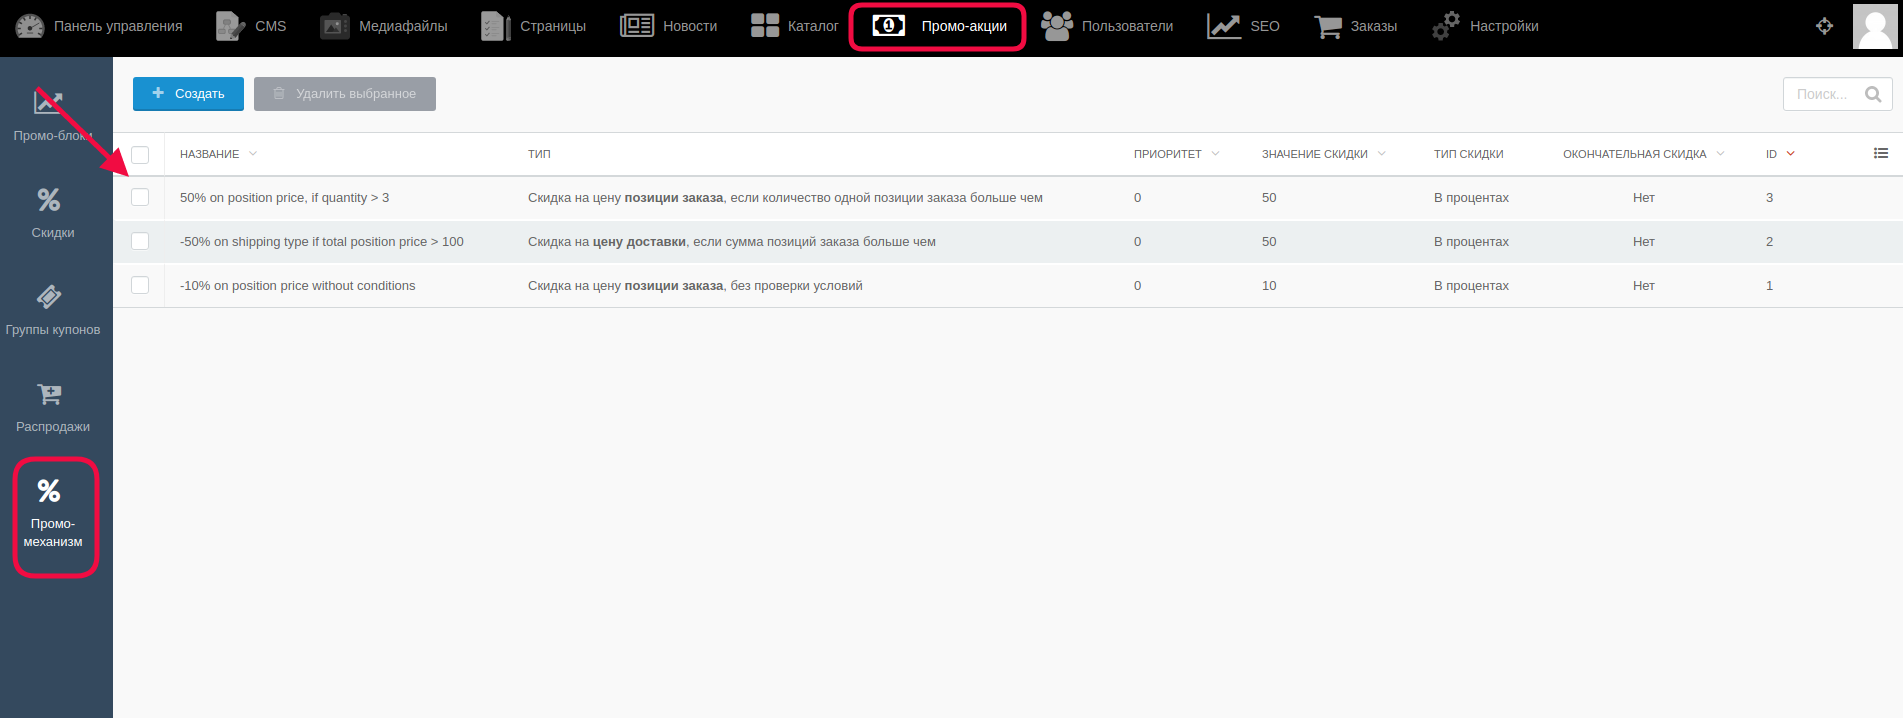 Панель управления CMS Медиафайлы Страницы Новости Каталог Промо-акции Пользователи SEO Заказы Настройки
Создать Удалить выбранное Поиск...
Промо-блоки
Скидки
Группы купонов
Распродажи
Промо-
механизм
НАЗВАНИЕ ТИП ПРИОРИТЕТ ЗНАЧЕНИЕ СКИДКИ ТИП СКИДКИ ОКОНЧАТЕЛЬНАЯ СКИДКА ID
50% on position price, if quantity > 3 Скидка на цену позиции заказа, если количество одной позиции заказа больше чем 0 50 В процентах Нет 3
-50% on shipping type if total position price > 100 Скидка на цену доставки, если сумма позиций заказа больше чем 0 50 В процентах Нет 2
-10% on position price without conditions Скидка на цену позиции заказа, без проверки условий 0 10 В процентах Нет 1